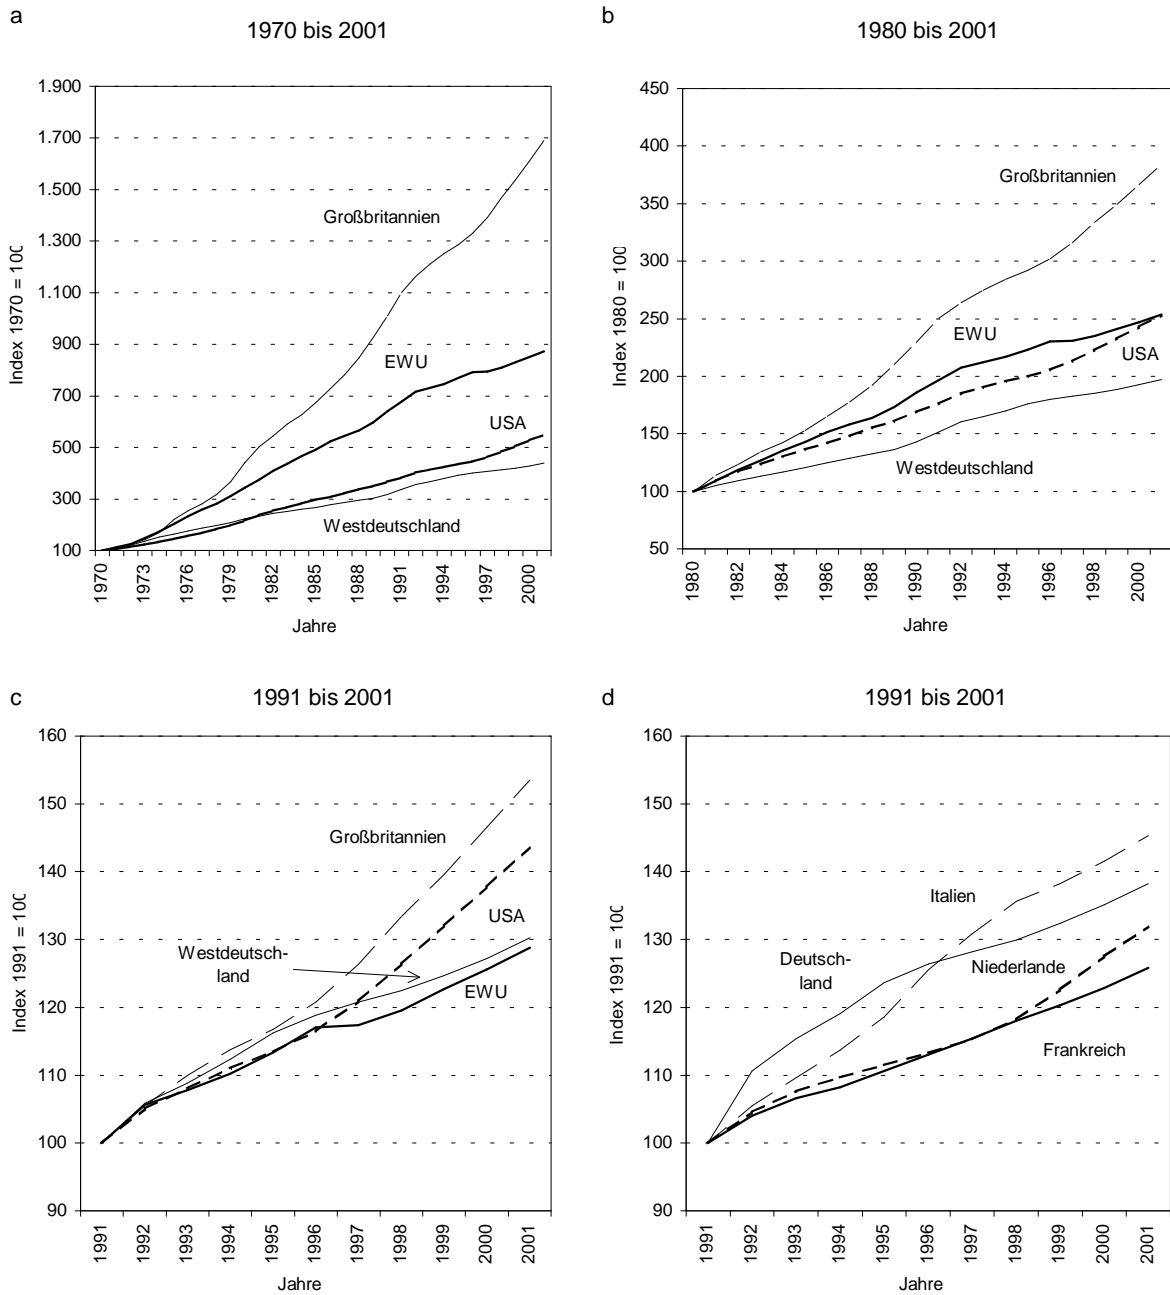 a
1970 bis 2001
Index 1970 = 100
1.900
1.700
1.500
1.300
1.100
900
700
500
300
100
Großbritannien
EWU
USA
Westdeutschland
1970
1973
1976
1979
1982
1985
1988
1991
1994
1997
2000
Jahre
b
1980 bis 2001
Index 1980 = 100
450
400
350
300
250
200
150
100
50
Großbritannien
EWU
USA
Westdeutschland
1980
1982
1984
1986
1988
1990
1992
1994
1996
1998
2000
Jahre
c
1991 bis 2001
Index 1991 = 100
160
150
140
130
120
110
100
90
Großbritannien
USA
Westdeutsch-
land
EWU
1991
1992
1993
1994
1995
1996
1997
1998
1999
2000
2001
Jahre
d
1991 bis 2001
Index 1991 = 100
160
150
140
130
120
110
100
90
Italien
Deutsch-
land
Niederlande
Frankreich
1991
1992
1993
1994
1995
1996
1997
1998
1999
2000
2001
Jahre